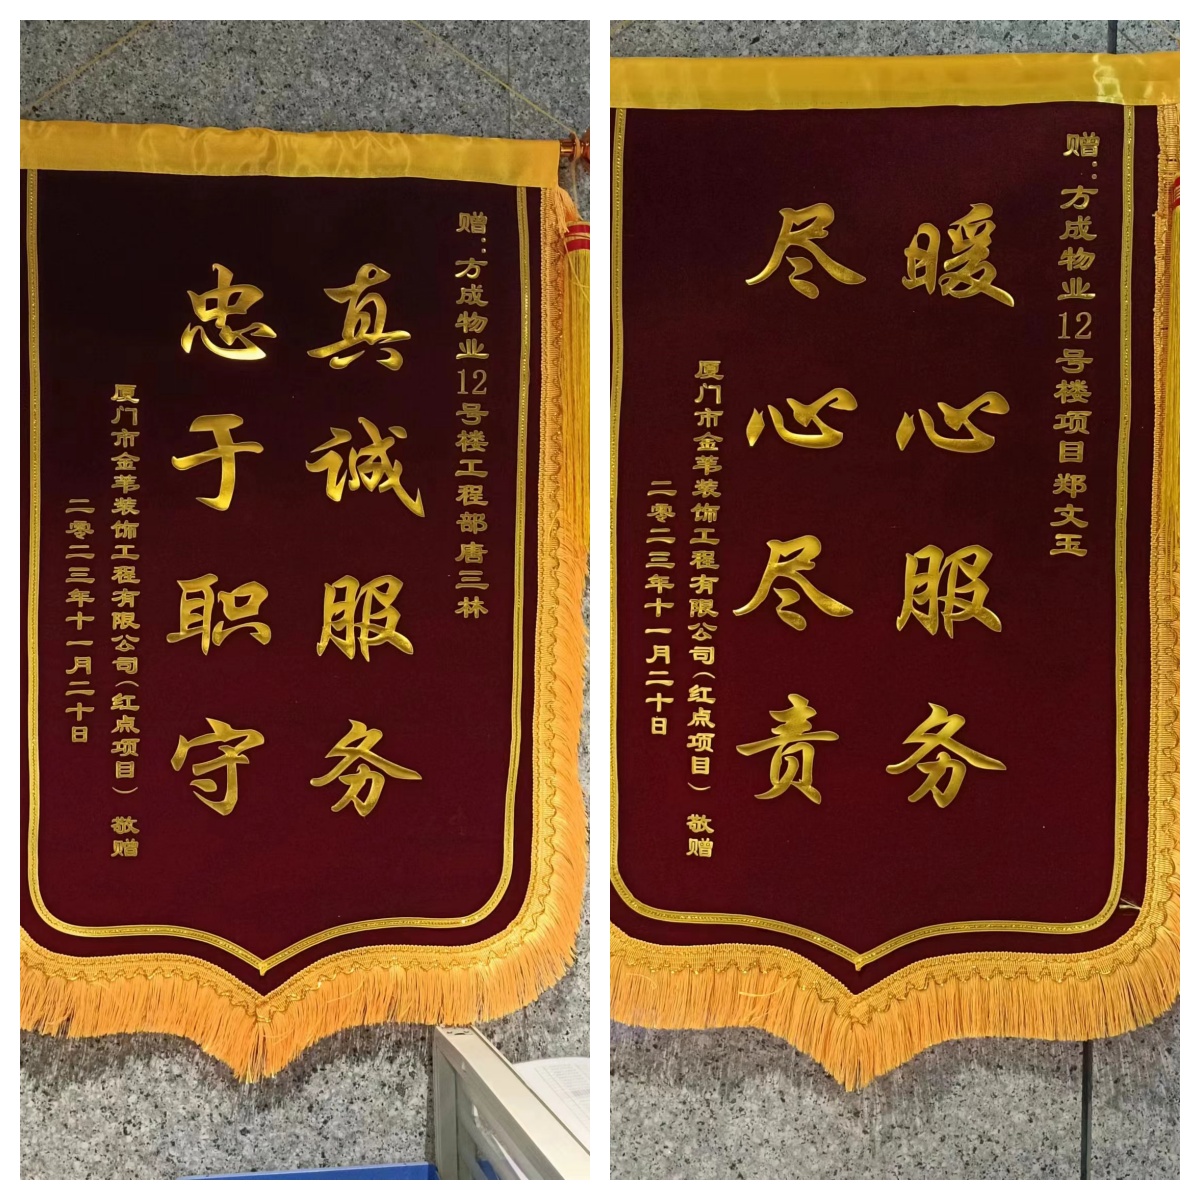 赠：方成物业12号楼工程部唐三林
真诚服务
忠于职守
厦门市金苇装饰工程有限公司（红点项目） 敬赠
二零二三年十一月二十日
赠：方成物业12号楼项目郑文玉
暖心服务
尽心尽责
厦门市金苇装饰工程有限公司（红点项目） 敬赠
二零二三年十一月二十日